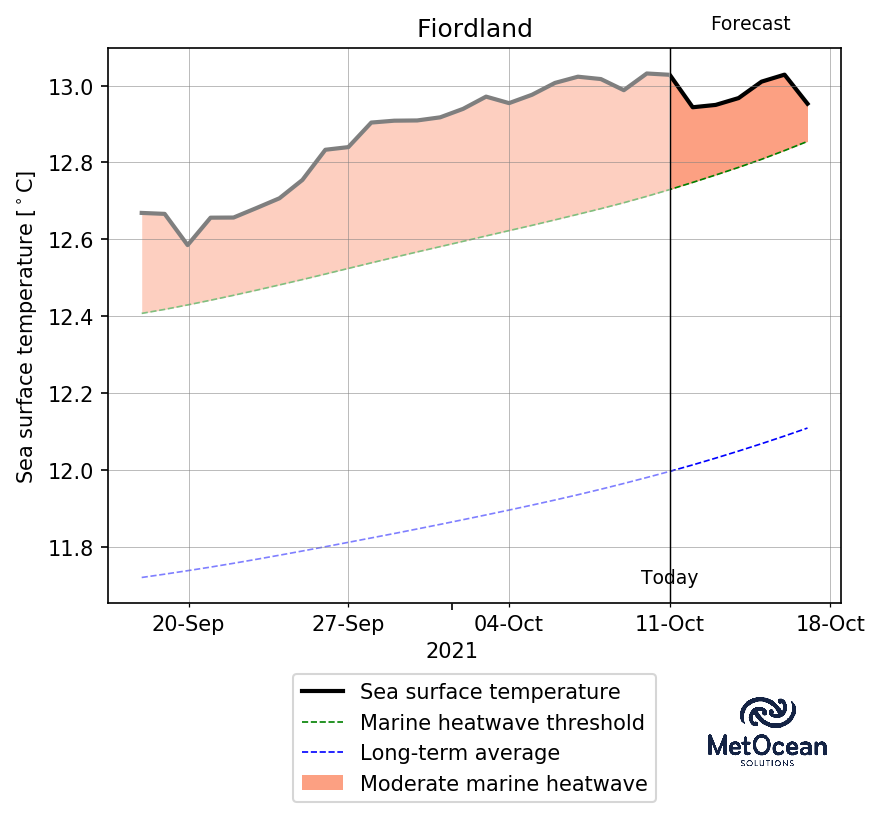 Fiordland
Forecast
Sea surface temperature [°C]
13.0
12.8
12.6
12.4
12.2
12.0
11.8
Today
20-Sep 27-Sep 04-Oct 11-Oct 18-Oct
2021
Sea surface temperature
Marine heatwave threshold
Long-term average
Moderate marine heatwave
MetOcean
SOLUTIONS